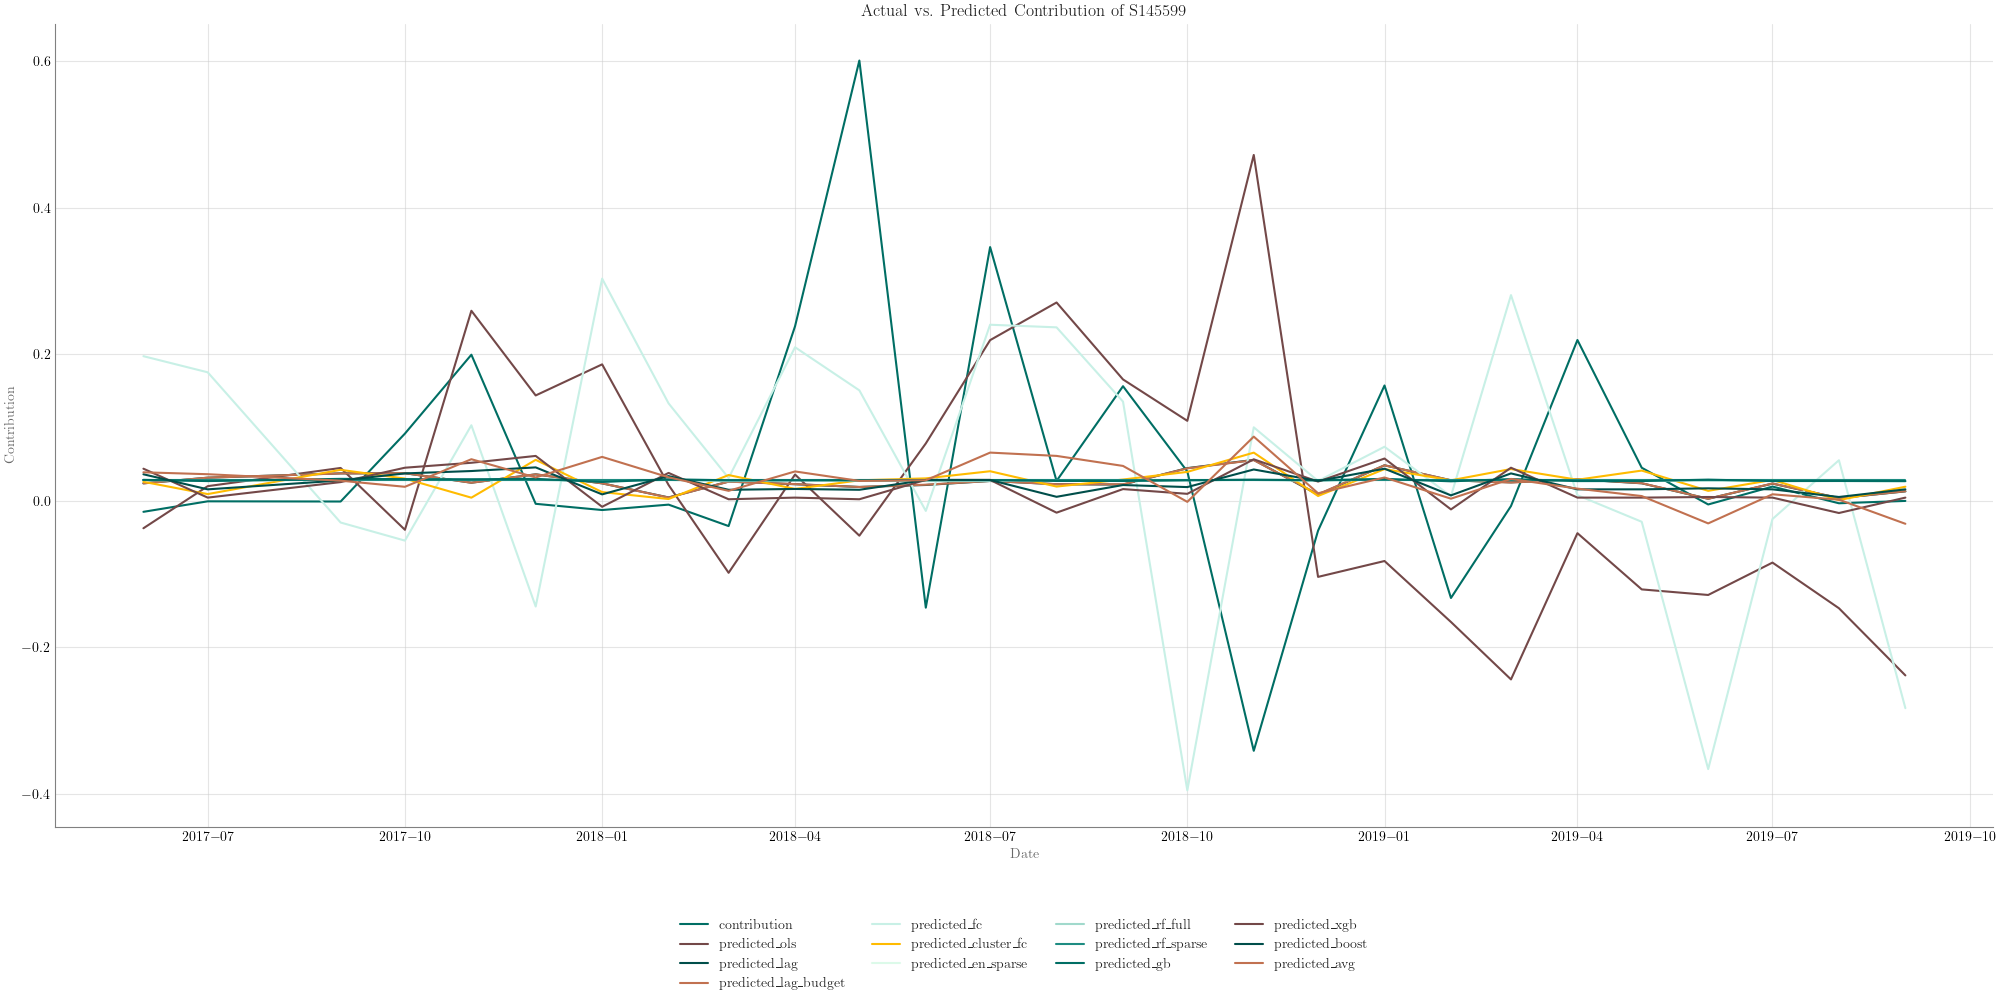 Actual vs. Predicted Contribution of S145599
Contribution
0.6
0.4
0.2
0.0
−0.2
−0.4
2017−07
2017−10
2018−01
2018−04
2018−07
2018−10
2019−01
2019−04
2019−07
2019−10
Date
contribution
predicted_ols
predicted_lag
predicted_lag_budget
predicted_fc
predicted_cluster_fc
predicted_en_sparse
predicted_rf_full
predicted_rf_sparse
predicted_gb
predicted_xgb
predicted_boost
predicted_avg